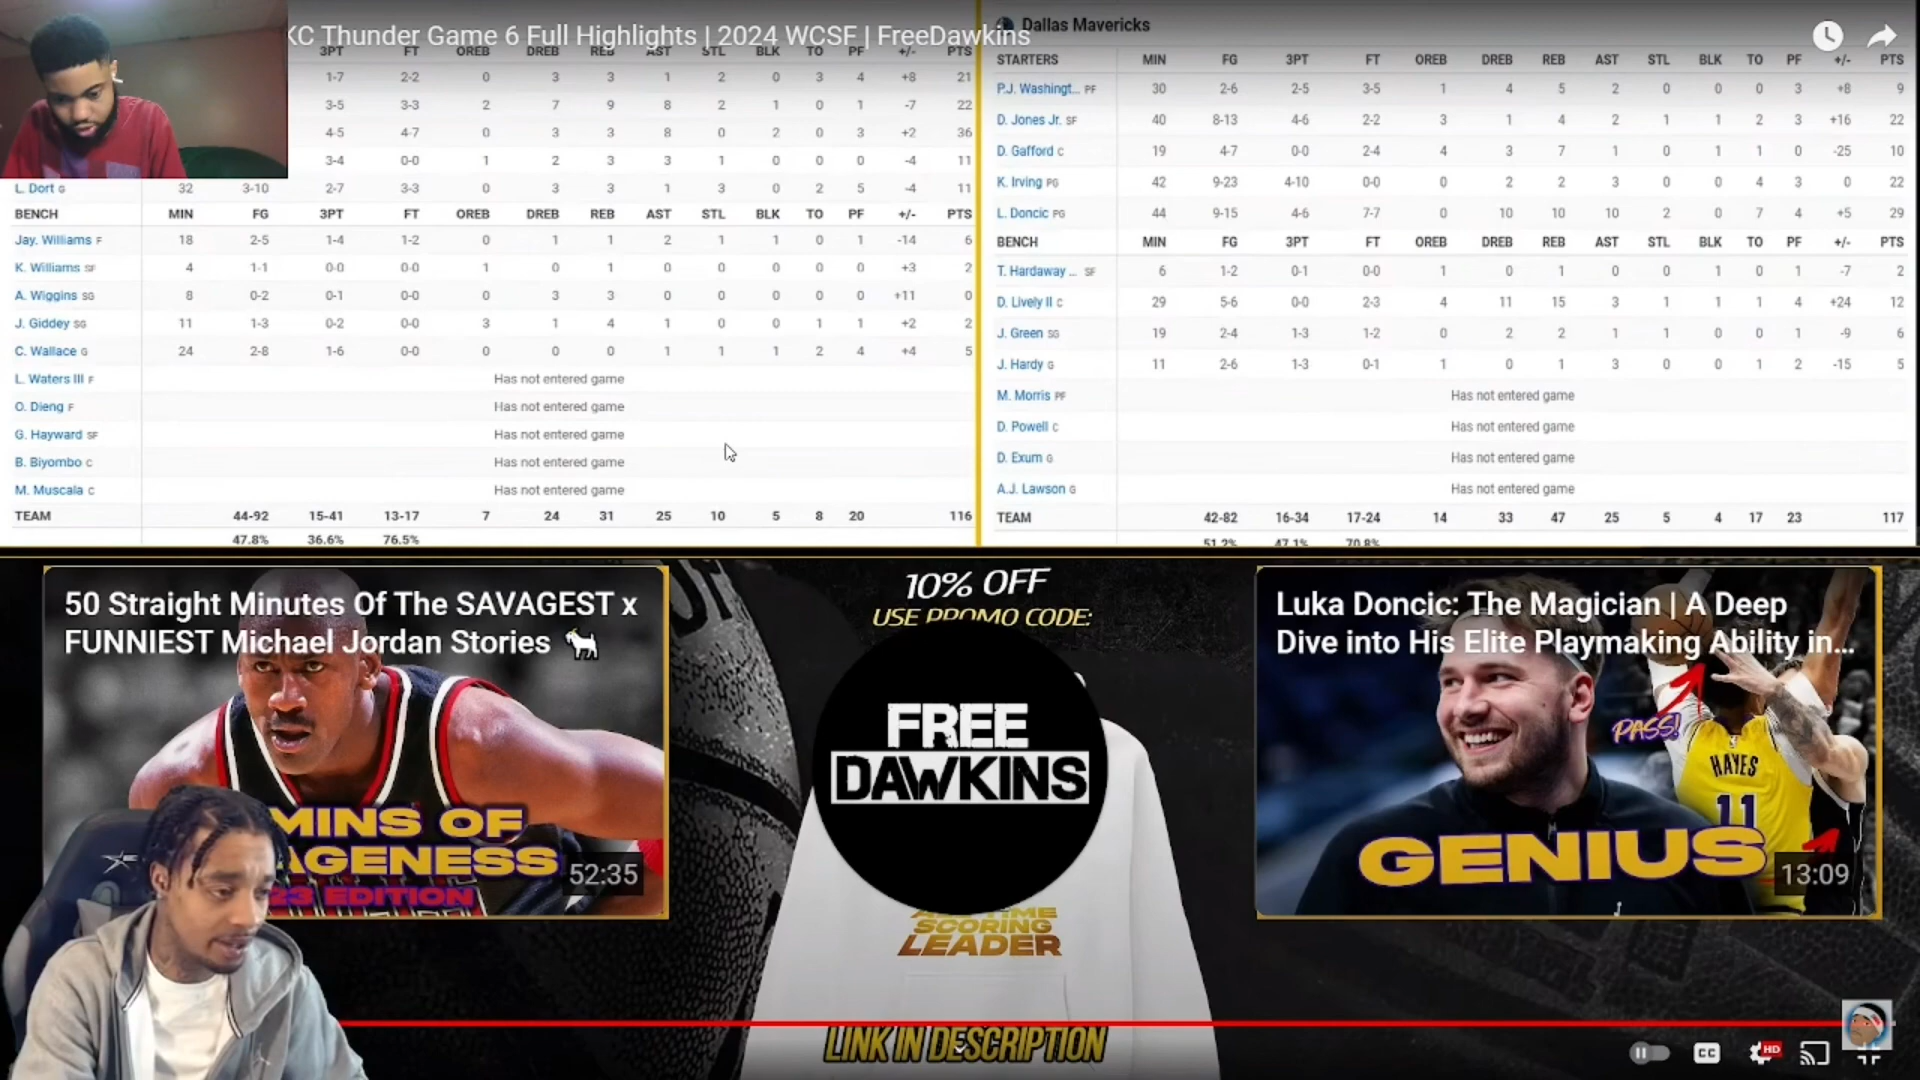 KC Thunder Game 6 Full Highlights | 2024 WCSF | FreeDawkins
3PT FT OREB DREB REB AST STL BLK TO PF +/- PTS
1-7 2-2 0 3 3 1 2 0 3 4 +8 21
3-5 3-3 2 7 9 8 2 1 0 1 -7 22
4-5 4-7 0 3 3 8 0 2 0 3 +2 36
3-4 0-0 1 2 3 3 1 0 0 0 -4 11
L. Dort G 32 3-10 2-7 3-3 0 3 3 1 3 0 2 5 -4 11
BENCH MIN FG 3PT FT OREB DREB REB AST STL BLK TO PF +/- PTS
Jay. Williams F 18 2-5 1-4 1-2 0 1 1 2 1 1 0 1 -14 6
K. Williams SF 4 1-1 0-0 0-0 1 0 1 0 0 0 0 0 +3 2
A. Wiggins SG 8 0-2 0-1 0-0 0 3 3 0 0 0 0 0 +11 0
J. Giddey SG 11 1-3 0-2 0-0 3 1 4 1 0 0 1 1 +2 2
C. Wallace G 24 2-8 1-6 0-0 0 0 0 1 1 1 2 4 +4 5
L. Waters III F Has not entered game
O. Dieng F Has not entered game
G. Hayward SF Has not entered game
B. Biyombo C Has not entered game
M. Muscala C Has not entered game
TEAM 44-92 15-41 13-17 7 24 31 25 10 5 8 20 116
47.8% 36.6% 76.5%
Dallas Mavericks
STARTERS MIN FG 3PT FT OREB DREB REB AST STL BLK TO PF +/- PTS
P.J. Washingt... PF 30 2-6 2-5 3-5 1 4 5 2 0 0 0 3 +8 9
D. Jones Jr. SF 40 8-13 4-6 2-2 3 1 4 2 1 1 2 3 +16 22
D. Gafford C 19 4-7 0-0 2-4 4 3 7 1 0 1 1 0 -25 10
K. Irving PG 42 9-23 4-10 0-0 0 2 2 3 0 0 4 3 0 22
L. Doncic PG 44 9-15 4-6 7-7 0 10 10 10 2 0 7 4 +5 29
BENCH MIN FG 3PT FT OREB DREB REB AST STL BLK TO PF +/- PTS
T. Hardaway ... SF 6 1-2 0-1 0-0 1 0 1 0 0 1 0 1 -7 2
D. Lively II C 29 5-6 0-0 2-3 4 11 15 3 1 1 1 4 +24 12
J. Green SG 19 2-4 1-3 1-2 0 2 2 1 1 0 0 1 -9 6
J. Hardy G 11 2-6 1-3 0-1 1 0 1 3 0 0 1 2 -15 5
M. Morris PF Has not entered game
D. Powell C Has not entered game
D. Exum G Has not entered game
A.J. Lawson G Has not entered game
TEAM 42-82 16-34 17-24 14 33 47 25 5 4 17 23 117
51.2% 47.1% 70.8%
50 Straight Minutes Of The SAVAGEST x
FUNNIEST Michael Jordan Stories
MINS OF
AGENESS
23 EDITION
52:35
10% OFF
USE PROMO CODE:
FREE
DAWKINS
ALL TIME
SCORING
LEADER
LINK IN DESCRIPTION
Luka Doncic: The Magician | A Deep
Dive into His Elite Playmaking Ability in...
PASS!
HAYES
11
GENIUS
13:09
CC
HD